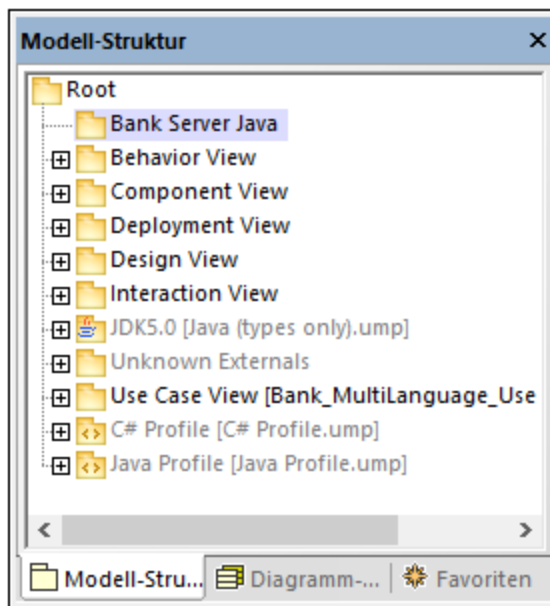 Modell-Struktur
Root
Bank Server Java
Behavior View
Component View
Deployment View
Design View
Interaction View
JDK5.0 [Java (types only).ump]
Unknown Externals
Use Case View [Bank_MultiLanguage_Use
C# Profile [C# Profile.ump]
Java Profile [Java Profile.ump]
Modell-Stru... Diagramm-... Favoriten